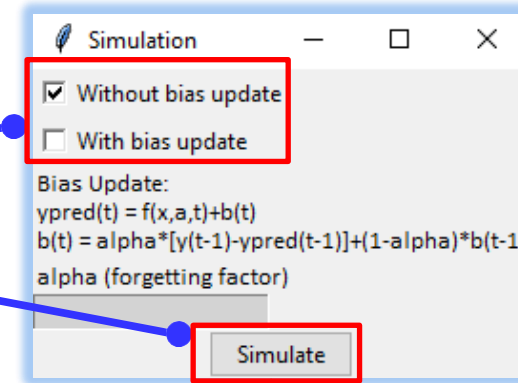 Simulation
Without bias update
With bias update
Bias Update:
ypred(t) = f(x,a,t)+b(t)
b(t) = alpha*[y(t-1)-ypred(t-1)]+(1-alpha)*b(t-1
alpha (forgetting factor)
Simulate